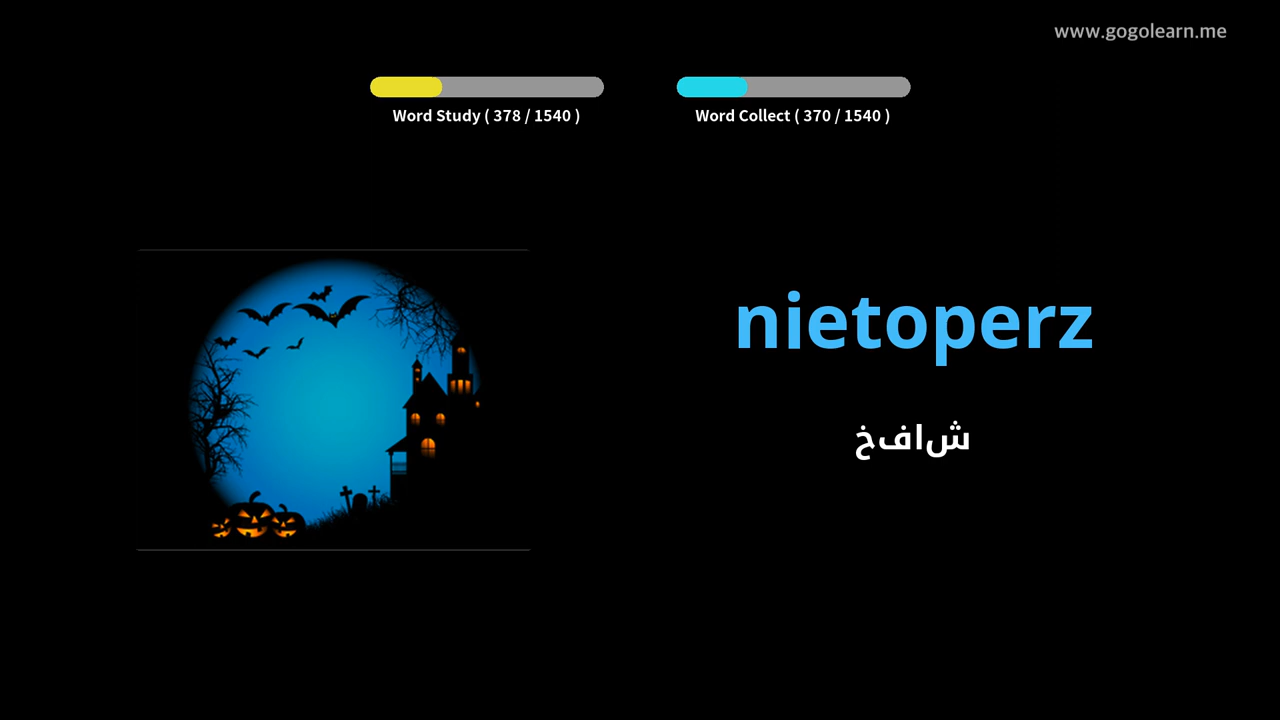 www.gogolearn.me
Word Study ( 378 / 1540 )
Word Collect ( 370 / 1540 )
nietoperz
شافخ